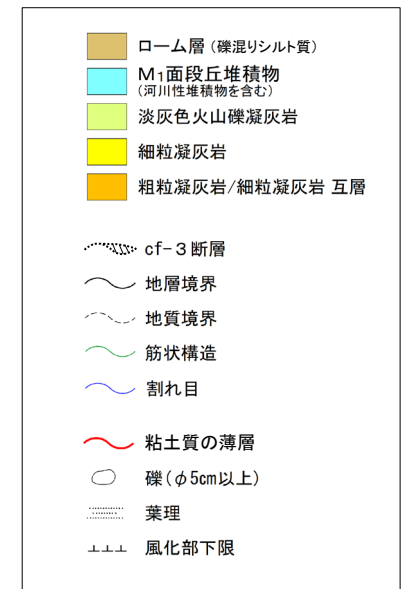 ローム層(礫混りシルト質)
M1面段丘堆積物
(河川性堆積物を含む)
淡灰色火山礫凝灰岩
細粒凝灰岩
粗粒凝灰岩/細粒凝灰岩 互層
cf-3断層
地層境界
地質境界
筋状構造
割れ目
粘土質の薄層
礫(φ5cm以上)
葉理
風化部下限